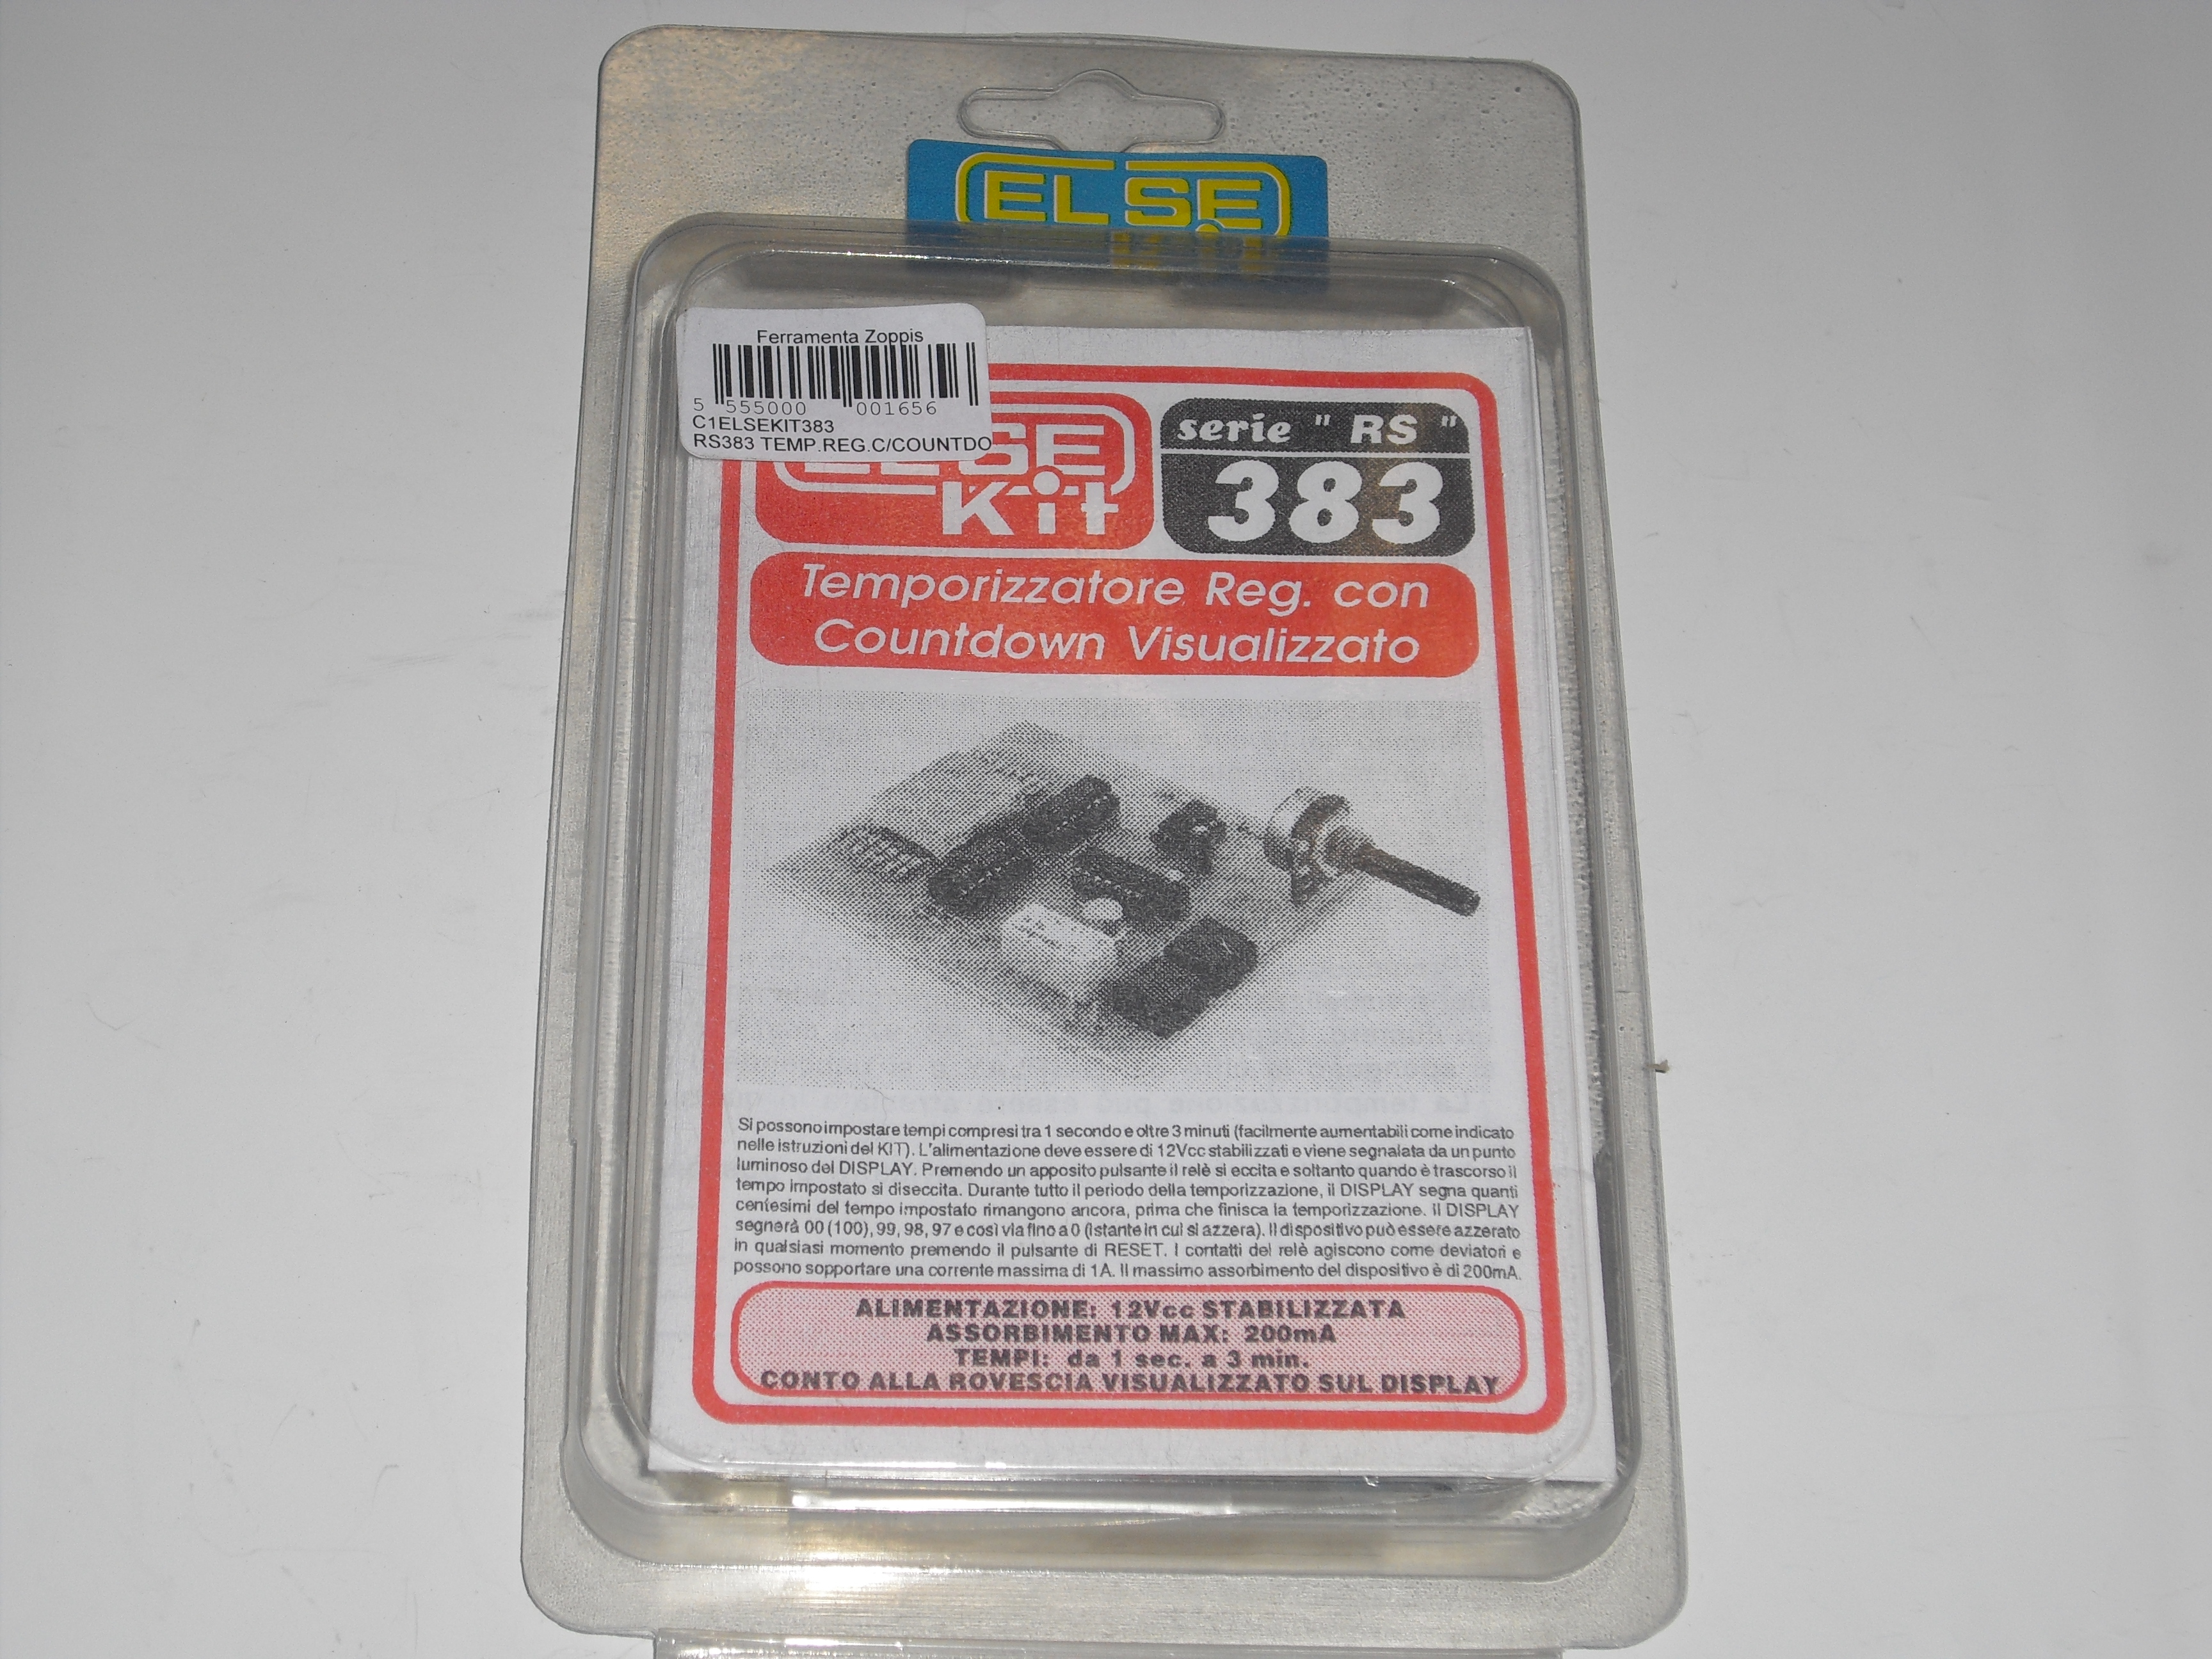 ELSE
Kit
Ferramenta Zoppis
5 555000 001656
C1ELSEKIT383
RS383 TEMP.REG.C/COUNTDO
ELSE
Kit
serie " RS "
383
Temporizzatore Reg. con
Countdown Visualizzato
Si possono impostare tempi compresi tra 1 secondo e oltre 3 minuti (facilmente aumentabili come indicato
nelle istruzioni del KIT). L'alimentazione deve essere di 12Vcc stabilizzati e viene segnalata da un punto
luminoso del DISPLAY. Premendo un apposito pulsante il relè si eccita e soltanto quando è trascorso il
tempo impostato si diseccita. Durante tutto il periodo della temporizzazione, il DISPLAY segna quanti
centesimi del tempo impostato rimangono ancora, prima che finisca la temporizzazione. Il DISPLAY
segnerà 00 (100), 99, 98, 97 e così via fino a 0 (istante in cui si azzera). Il dispositivo può essere azzerato
in qualsiasi momento premendo il pulsante di RESET. I contatti del relè agiscono come deviatori e
possono sopportare una corrente massima di 1A. Il massimo assorbimento del dispositivo è di 200mA.
ALIMENTAZIONE: 12Vcc STABILIZZATA
ASSORBIMENTO MAX: 200mA
TEMPI: da 1 sec. a 3 min.
CONTO ALLA ROVESCIA VISUALIZZATO SUL DISPLAY